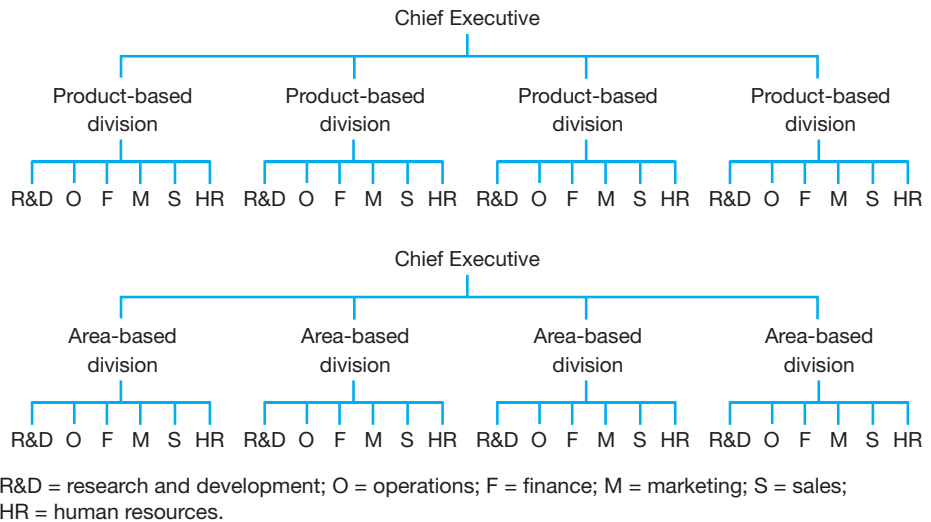 Chief Executive
Product-based Product-based Product-based Product-based
division division division division
R&D O F M S HR R&D O F M S HR R&D O F M S HR R&D O F M S HR
Chief Executive
Area-based Area-based Area-based Area-based
division division division division
R&D O F M S HR R&D O F M S HR R&D O F M S HR R&D O F M S HR
R&D = research and development; O = operations; F = finance; M = marketing; S = sales;
HR = human resources.